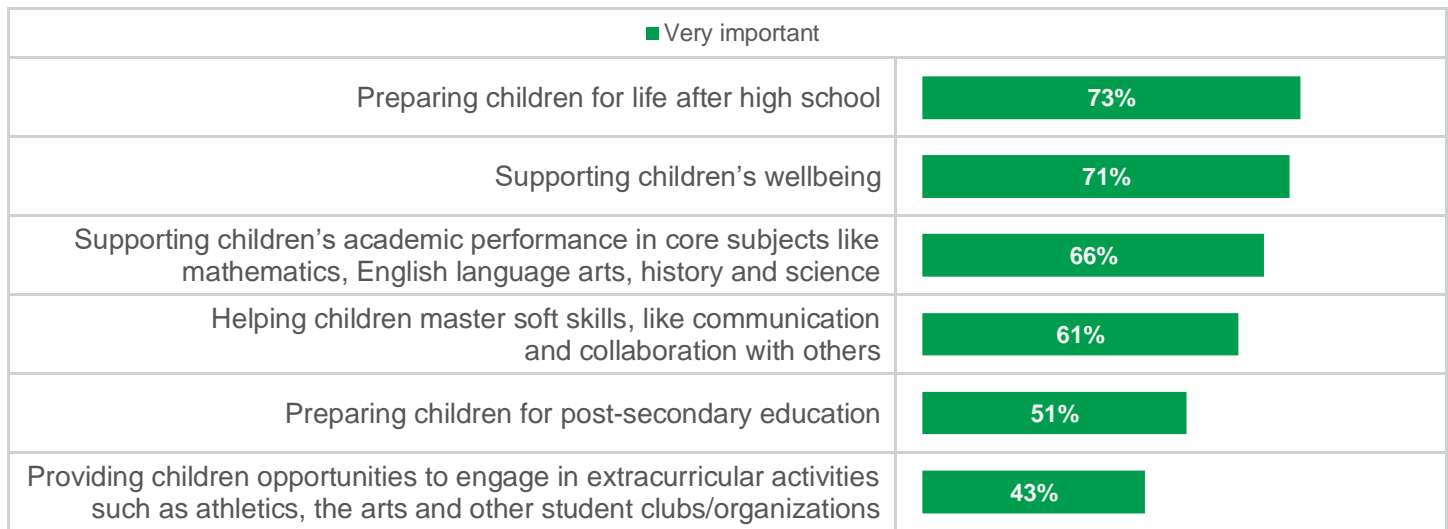 Very important
Preparing children for life after high school
73%
Supporting children’s wellbeing
71%
Supporting children’s academic performance in core subjects like
mathematics, English language arts, history and science
66%
Helping children master soft skills, like communication
and collaboration with others
61%
Preparing children for post-secondary education
51%
Providing children opportunities to engage in extracurricular activities
such as athletics, the arts and other student clubs/organizations
43%